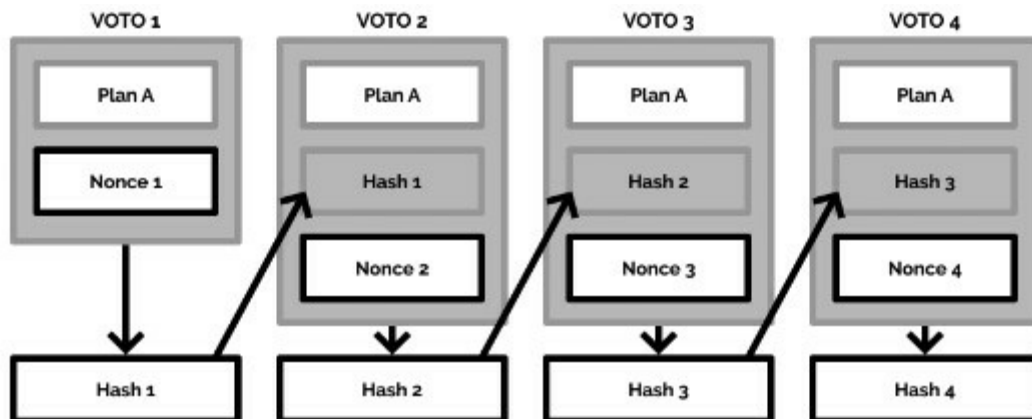 VOTO 1
Plan A
Nonce 1
Hash 1
VOTO 2
Plan A
Hash 1
Nonce 2
Hash 2
VOTO 3
Plan A
Hash 2
Nonce 3
Hash 3
VOTO 4
Plan A
Hash 3
Nonce 4
Hash 4